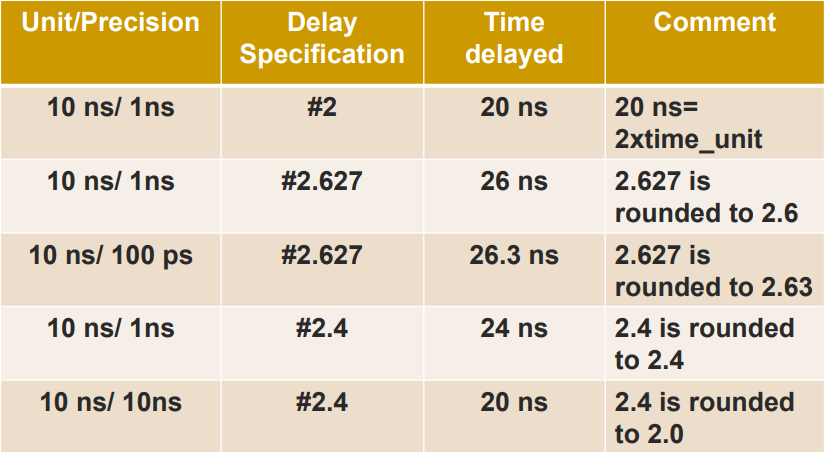 Unit/Precision Delay Specification Time delayed Comment
10 ns/ 1ns #2 20 ns 20 ns= 2xtime_unit
10 ns/ 1ns #2.627 26 ns 2.627 is rounded to 2.6
10 ns/ 100 ps #2.627 26.3 ns 2.627 is rounded to 2.63
10 ns/ 1ns #2.4 24 ns 2.4 is rounded to 2.4
10 ns/ 10ns #2.4 20 ns 2.4 is rounded to 2.0